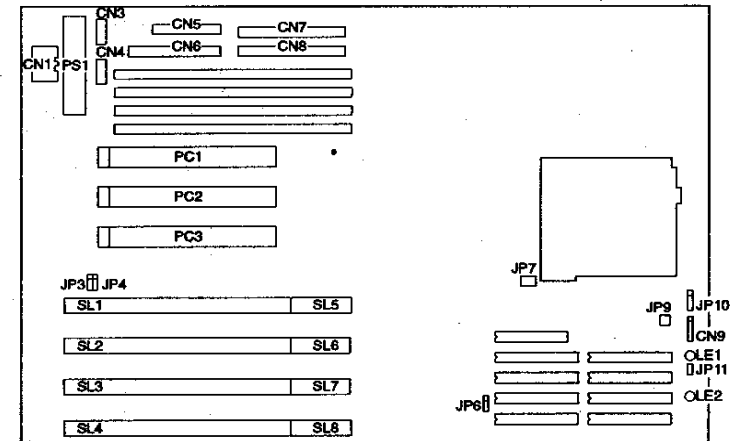 CN3
CN5
CN7
CN4
CN6
CN8
CN1
PS1
PC1
PC2
PC3
JP3
JP4
SL1
SL5
SL2
SL6
SL3
SL7
SL4
SL8
JP7
JP9
JP10
CN9
LE1
JP11
LE2
JP6